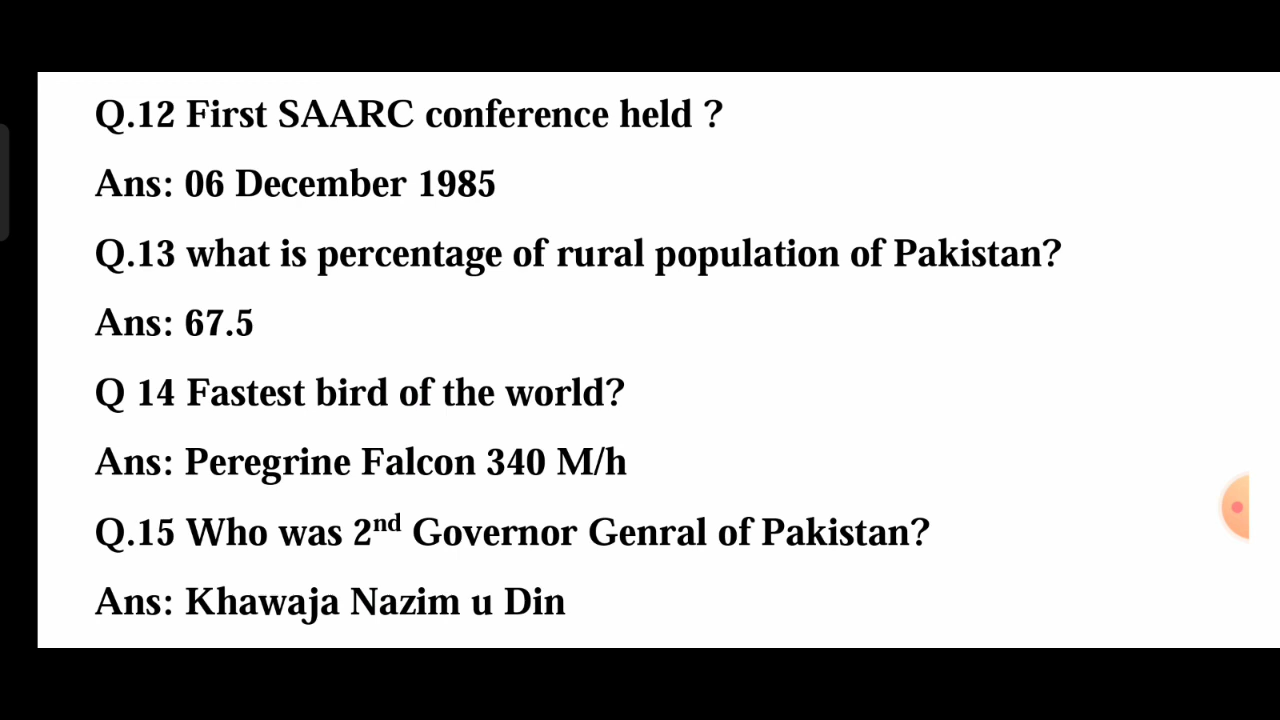 Q.12 First SAARC conference held ?
Ans: 06 December 1985
Q.13 what is percentage of rural population of Pakistan?
Ans: 67.5
Q 14 Fastest bird of the world?
Ans: Peregrine Falcon 340 M/h
Q.15 Who was 2nd Governor Genral of Pakistan?
Ans: Khawaja Nazim u Din